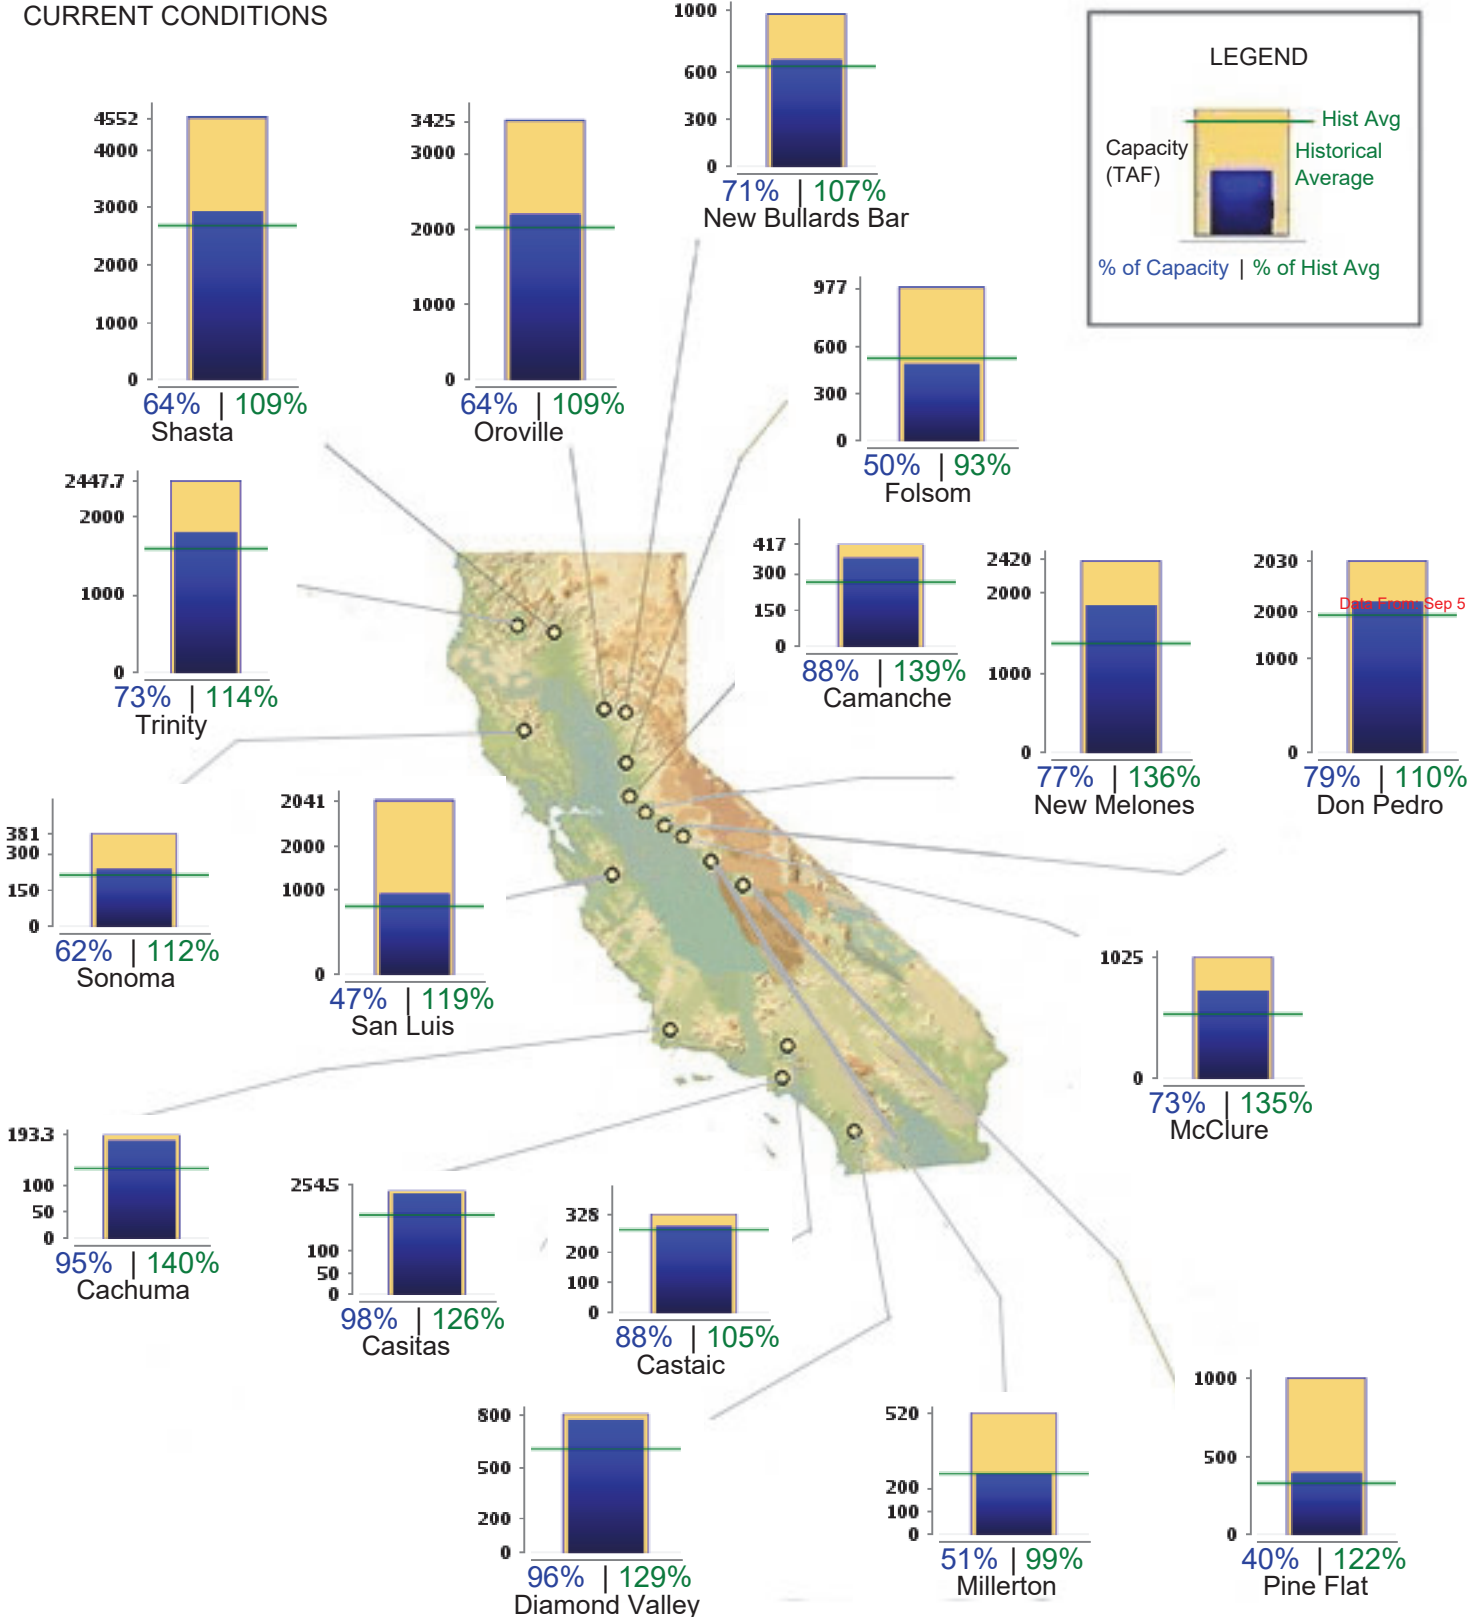 CURRENT CONDITIONS
1000
600
300
0
71% | 107%
New Bullards Bar
LEGEND
Hist Avg
Capacity
(TAF)
Historical
Average
% of Capacity | % of Hist Avg
4552
4000
3000
2000
1000
0
64% | 109%
Shasta
3425
3000
2000
1000
0
64% | 109%
Oroville
977
600
300
0
50% | 93%
Folsom
2447.7
2000
1000
0
73% | 114%
Trinity
417
300
150
0
88% | 139%
Camanche
2420
2000
1000
0
77% | 136%
New Melones
2030
2000
1000
0
Data From: Sep 5
79% | 110%
Don Pedro
381
300
150
0
62% | 112%
Sonoma
2041
2000
1000
0
47% | 119%
San Luis
1025
0
73% | 135%
McClure
193.3
100
50
0
95% | 140%
Cachuma
254.5
100
50
0
98% | 126%
Casitas
328
200
100
0
88% | 105%
Castaic
800
500
200
0
96% | 129%
Diamond Valley
520
200
100
0
51% | 99%
Millerton
1000
500
0
40% | 122%
Pine Flat